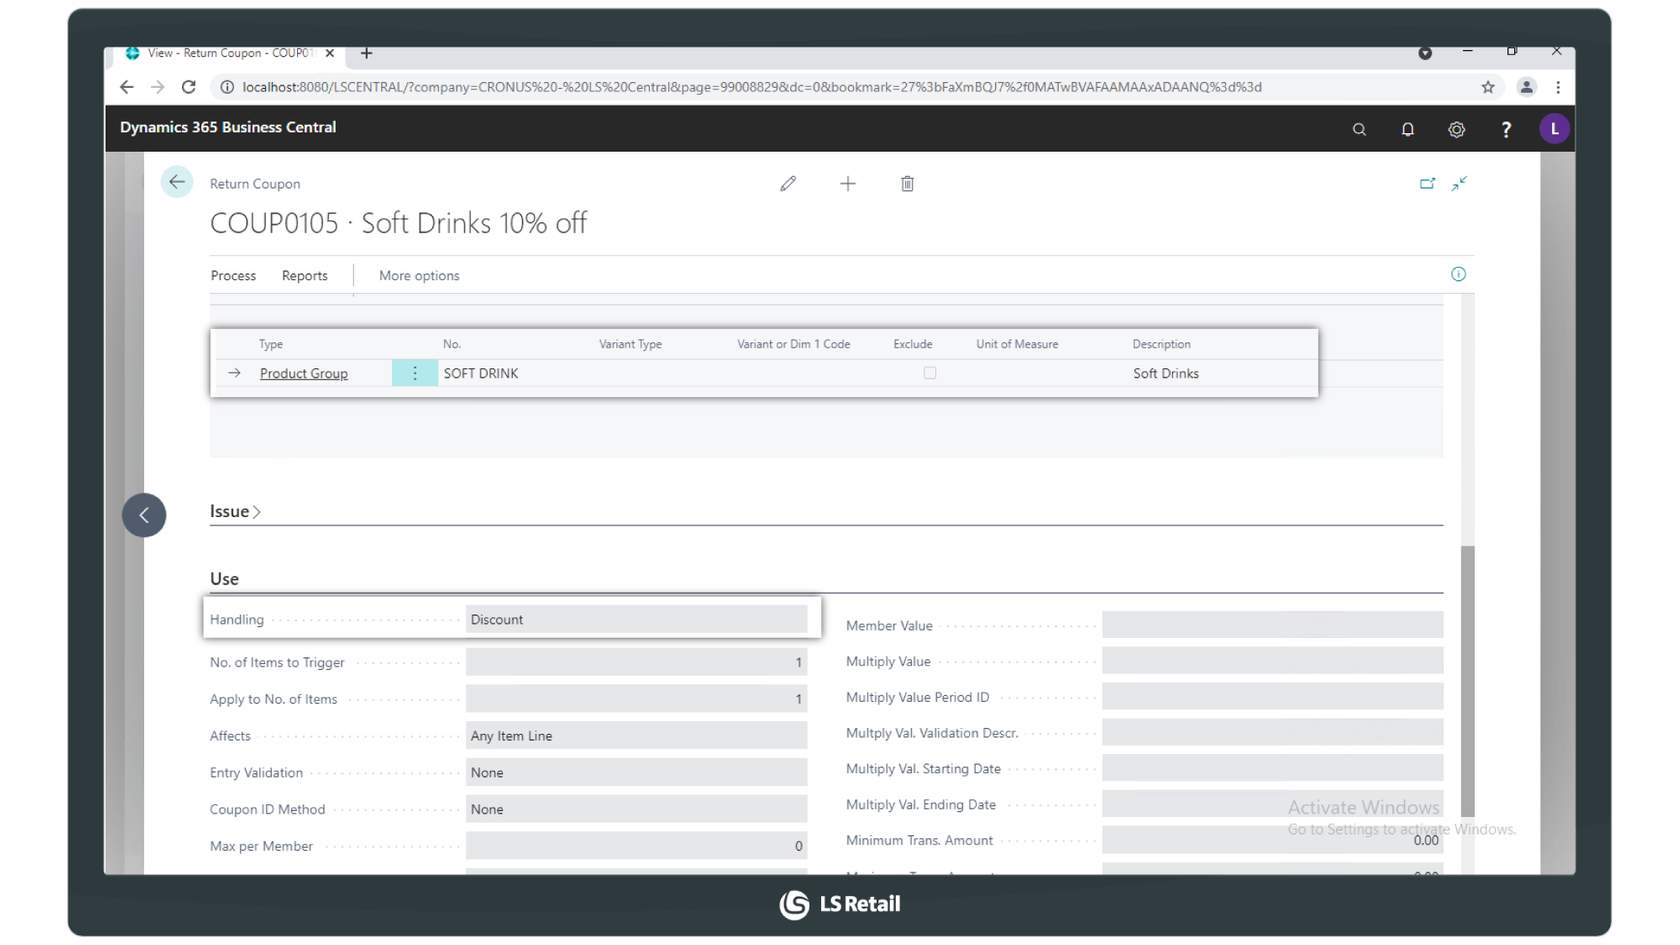 View - Return Coupon - COUP01
localhost:8080/LSCENTRAL/?company=CRONUS%20-%20LS%20Central&page=99008829&dc=0&bookmark=27%3bFaXmBQJ7%2f0MATwBVAFAAMAAxADAANQ%3d%3d
Dynamics 365 Business Central
? L
Return Coupon
COUP0105 · Soft Drinks 10% off
Process Reports More options
Type No. Variant Type Variant or Dim 1 Code Exclude Unit of Measure Description
Product Group SOFT DRINK Soft Drinks
Issue
Use
Handling Discount
Member Value
No. of Items to Trigger 1
Multiply Value
Apply to No. of Items 1
Multiply Value Period ID
Affects Any Item Line
Multply Val. Validation Descr.
Entry Validation None
Multiply Val. Starting Date
Coupon ID Method None
Multiply Val. Ending Date
Max per Member 0
Minimum Trans. Amount 0.00
Activate Windows
Go to Settings to activate Windows.
LS Retail